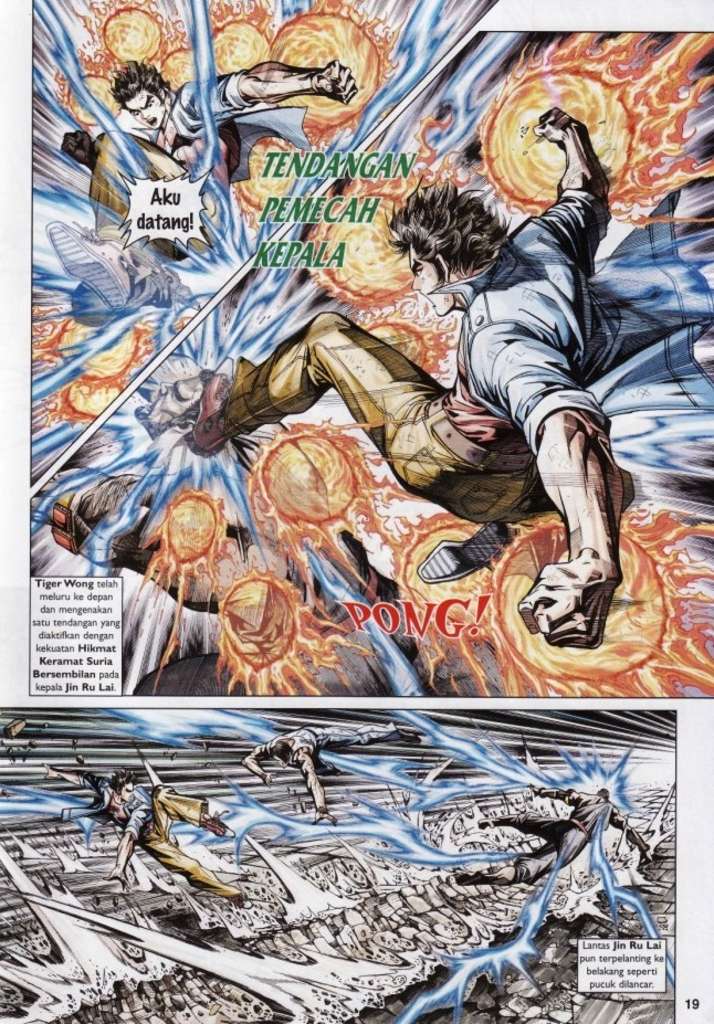 Aku
datang!
TENDANGAN
PEMECAH
KEPALA
Tiger Wong telah
meluru ke depan
dan mengenakan
satu tendangan yang
diaktifkan dengan
kekuatan Hikmat
Keramat Suria
Bersembilan pada
kepala Jin Ru Lai.
PONG!
Lantas Jin Ru Lai
pun terpelanting ke
belakang seperti
pucuk dilancar.
19